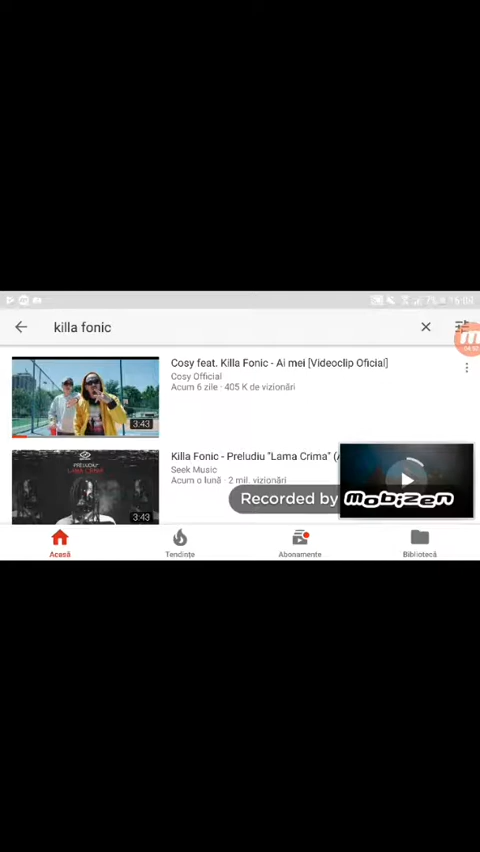 killa fonic
Cosy feat. Killa Fonic - Ai mei [Videoclip Oficial]
Cosy Official
Acum 6 zile · 405 K de vizionări
3:43
Killa Fonic - Preludiu "Lama Crima" (
Seek Music
Acum o lună · 2 mil. vizionări
PRELUDIU
LAMA CRIMA
3:43
Recorded by mobizen
Acasă
Tendințe
Abonamente
Bibliotecă